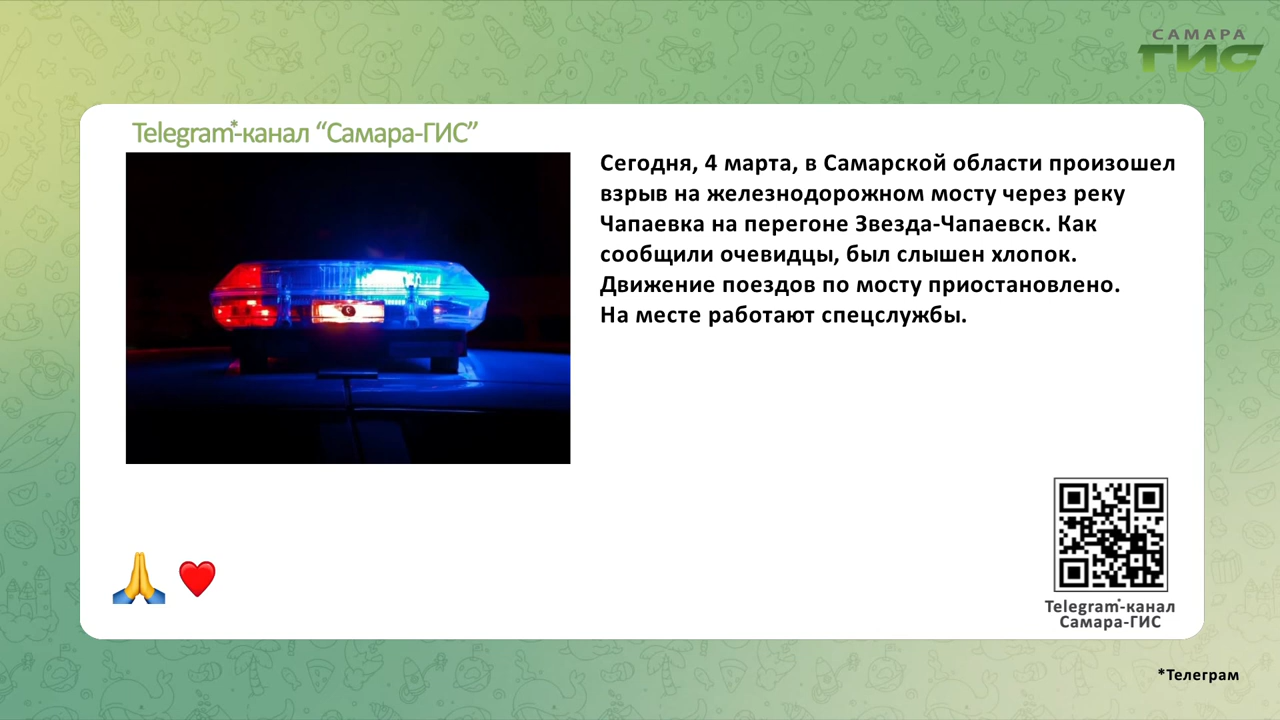 САМАРА
ГИС
Telegram*-канал “Самара-ГИС”
Сегодня, 4 марта, в Самарской области произошел
взрыв на железнодорожном мосту через реку
Чапаевка на перегоне Звезда-Чапаевск. Как
сообщили очевидцы, был слышен хлопок.
Движение поездов по мосту приостановлено.
На месте работают спецслужбы.
Telegram*-канал
Самара-ГИС
*Телеграм